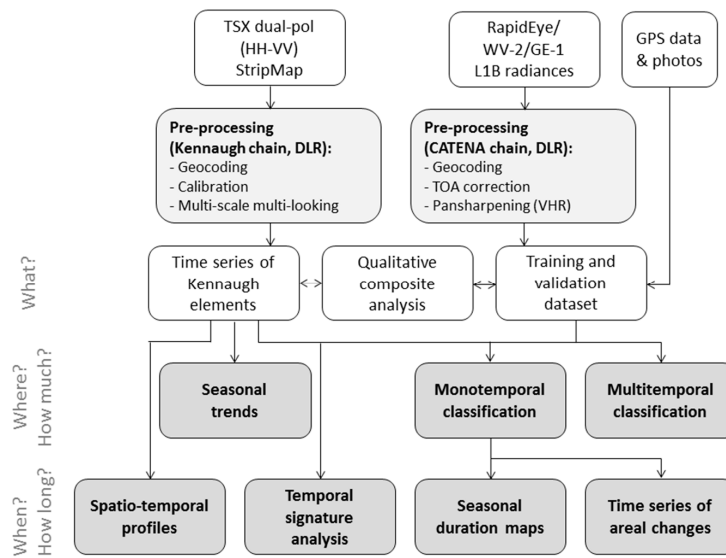 TSX dual-pol
(HH-VV)
StripMap
RapidEye/
WV-2/GE-1
L1B radiances
GPS data
& photos
Pre-processing
(Kennaugh chain, DLR):
- Geocoding
- Calibration
- Multi-scale multi-looking
Pre-processing
(CATENA chain, DLR):
- Geocoding
- TOA correction
- Pansharpening (VHR)
What?
Time series of
Kennaugh
elements
Qualitative
composite
analysis
Training and
validation
dataset
Where?
How much?
Seasonal
trends
Monotemporal
classification
Multitemporal
classification
When?
How long?
Spatio-temporal
profiles
Temporal
signature
analysis
Seasonal
duration maps
Time series of
areal changes